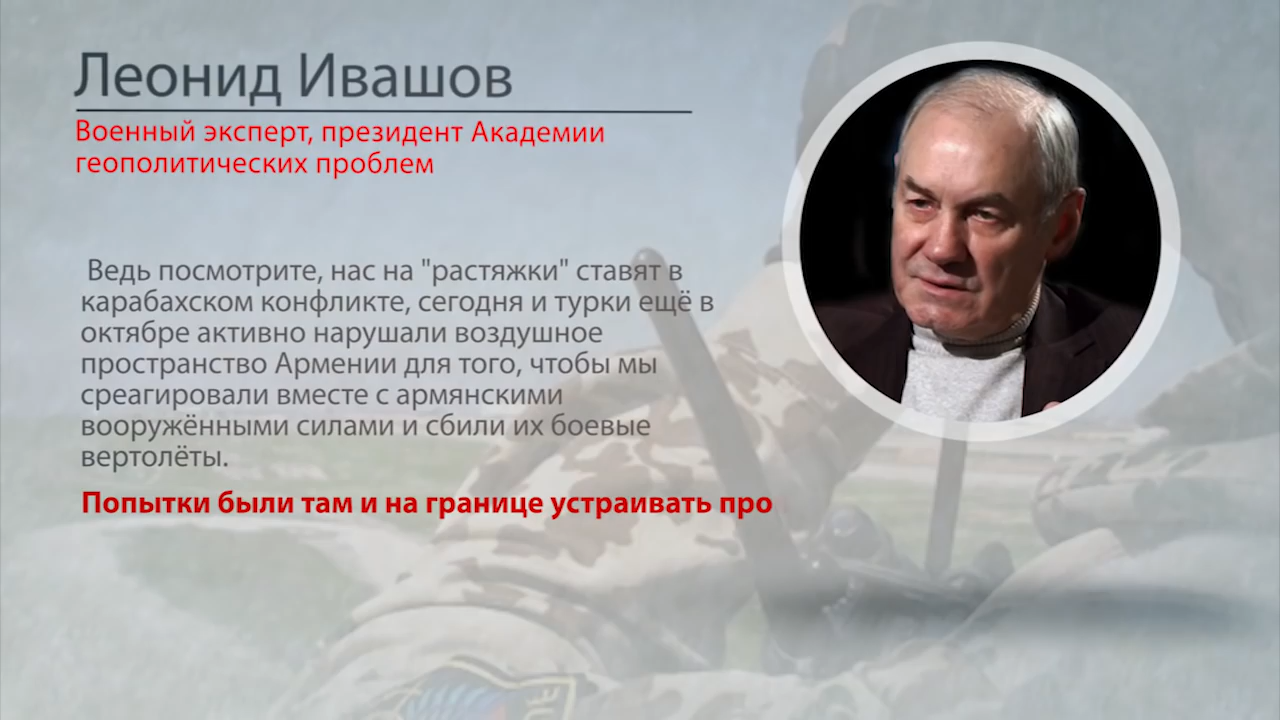 Леонид Ивашов
Военный эксперт, президент Академии
геополитических проблем
Ведь посмотрите, нас на "растяжки" ставят в
карабахском конфликте, сегодня и турки ещё в
октябре активно нарушали воздушное
пространство Армении для того, чтобы мы
среагировали вместе с армянскими
вооружёнными силами и сбили их боевые
вертолёты.
Попытки были там и на границе устраивать про